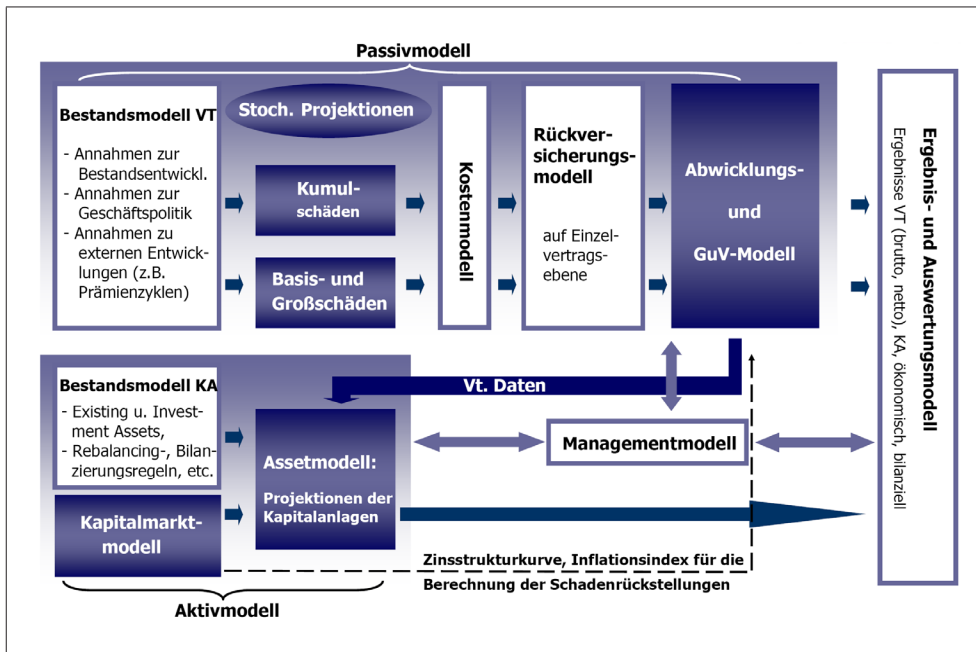 Passivmodell
Bestandsmodell VT
- Annahmen zur
Bestandsentwickl.
- Annahmen zur
Geschäftspolitik
- Annahmen zu
externen Entwick-
lungen (z.B.
Prämienzyklen)
Stoch. Projektionen
Kumul-
schäden
Basis- und
Großschäden
Kostenmodell
Rückver-
sicherungs-
modell
auf Einzel-
vertrags-
ebene
Abwicklungs-
und
GuV-Modell
Ergebnis- und Auswertungsmodell
Ergebnisse VT (brutto, netto), KA, ökonomisch, bilanziell
Vt. Daten
Bestandsmodell KA
- Existing u. Invest-
ment Assets,
- Rebalancing-, Bilan-
zierungsregeln, etc.
Assetmodell:
Projektionen der
Kapitalanlagen
Managementmodell
Kapitalmarkt-
modell
Zinsstrukturkurve, Inflationsindex für die
Berechnung der Schadenrückstellungen
Aktivmodell